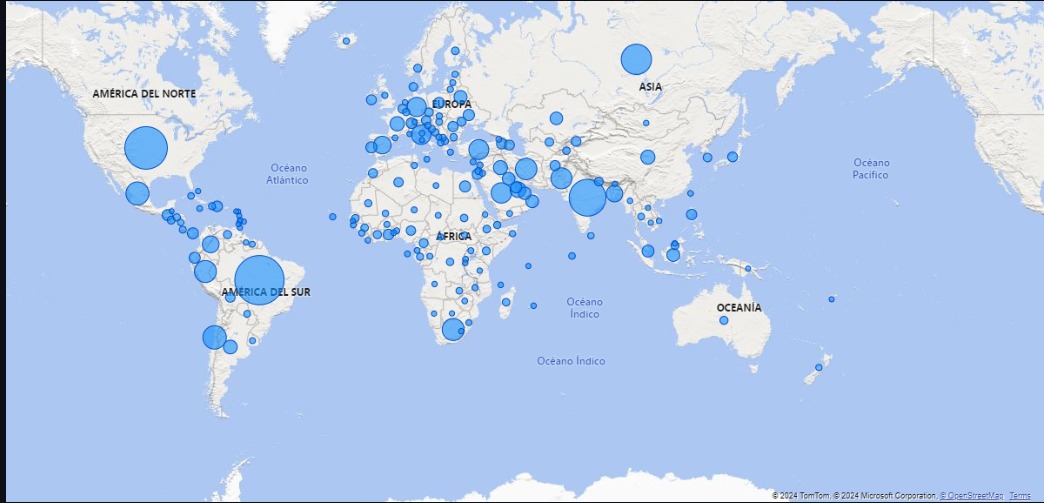 AMÉRICA DEL NORTE
EUROPA
ASIA
Océano
Atlántico
Océano
Pacífico
ÁFRICA
AMÉRICA DEL SUR
Océano
Índico
OCEANÍA
Océano Índico
© 2024 TomTom, © 2024 Microsoft Corporation, © OpenStreetMap Terms